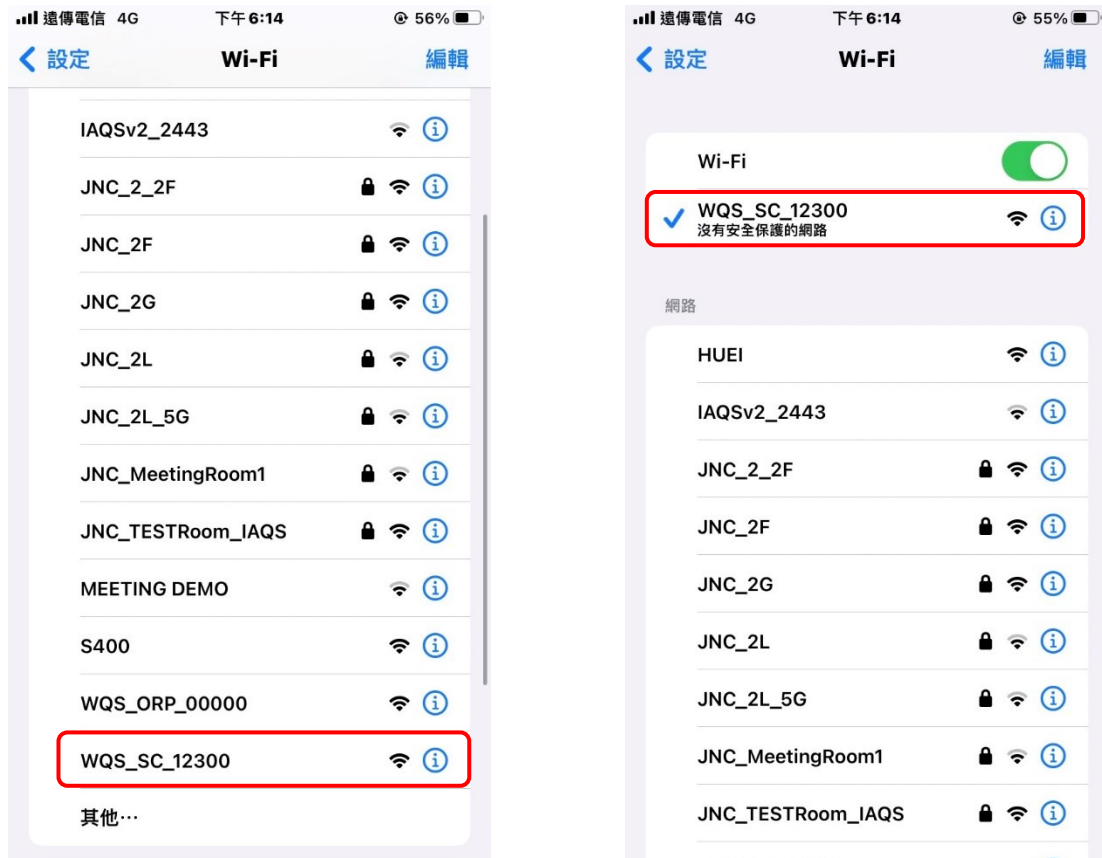 遠傳電信 4G 下午6:14 56%
設定 Wi-Fi 編輯
IAQSv2_2443
JNC_2_2F
JNC_2F
JNC_2G
JNC_2L
JNC_2L_5G
JNC_MeetingRoom1
JNC_TESTRoom_IAQS
MEETING DEMO
S400
WQS_ORP_00000
WQS_SC_12300
其他…
遠傳電信 4G 下午6:14 55%
設定 Wi-Fi 編輯
Wi-Fi
WQS_SC_12300
沒有安全保護的網路
網路
HUEI
IAQSv2_2443
JNC_2_2F
JNC_2F
JNC_2G
JNC_2L
JNC_2L_5G
JNC_MeetingRoom1
JNC_TESTRoom_IAQS